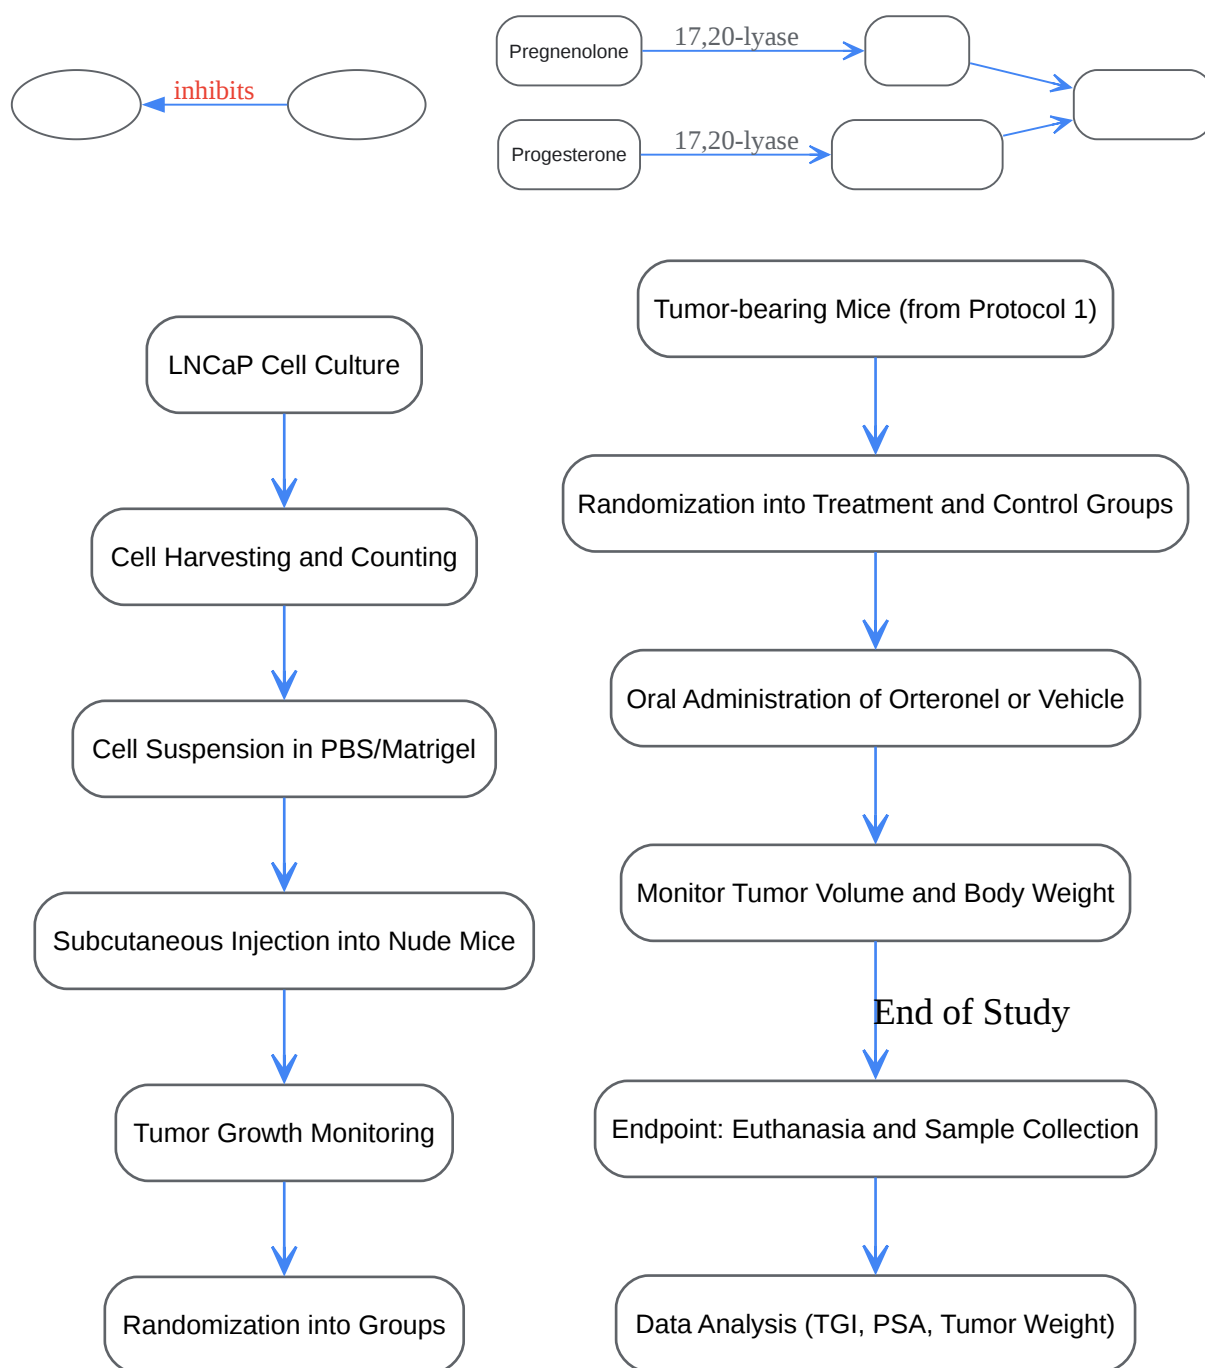 inhibits
Pregnenolone
17,20-lyase
Progesterone
17,20-lyase
LNCaP Cell Culture
Cell Harvesting and Counting
Cell Suspension in PBS/Matrigel
Subcutaneous Injection into Nude Mice
Tumor Growth Monitoring
Randomization into Groups
Tumor-bearing Mice (from Protocol 1)
Randomization into Treatment and Control Groups
Oral Administration of Orteronel or Vehicle
Monitor Tumor Volume and Body Weight
End of Study
Endpoint: Euthanasia and Sample Collection
Data Analysis (TGI, PSA, Tumor Weight)